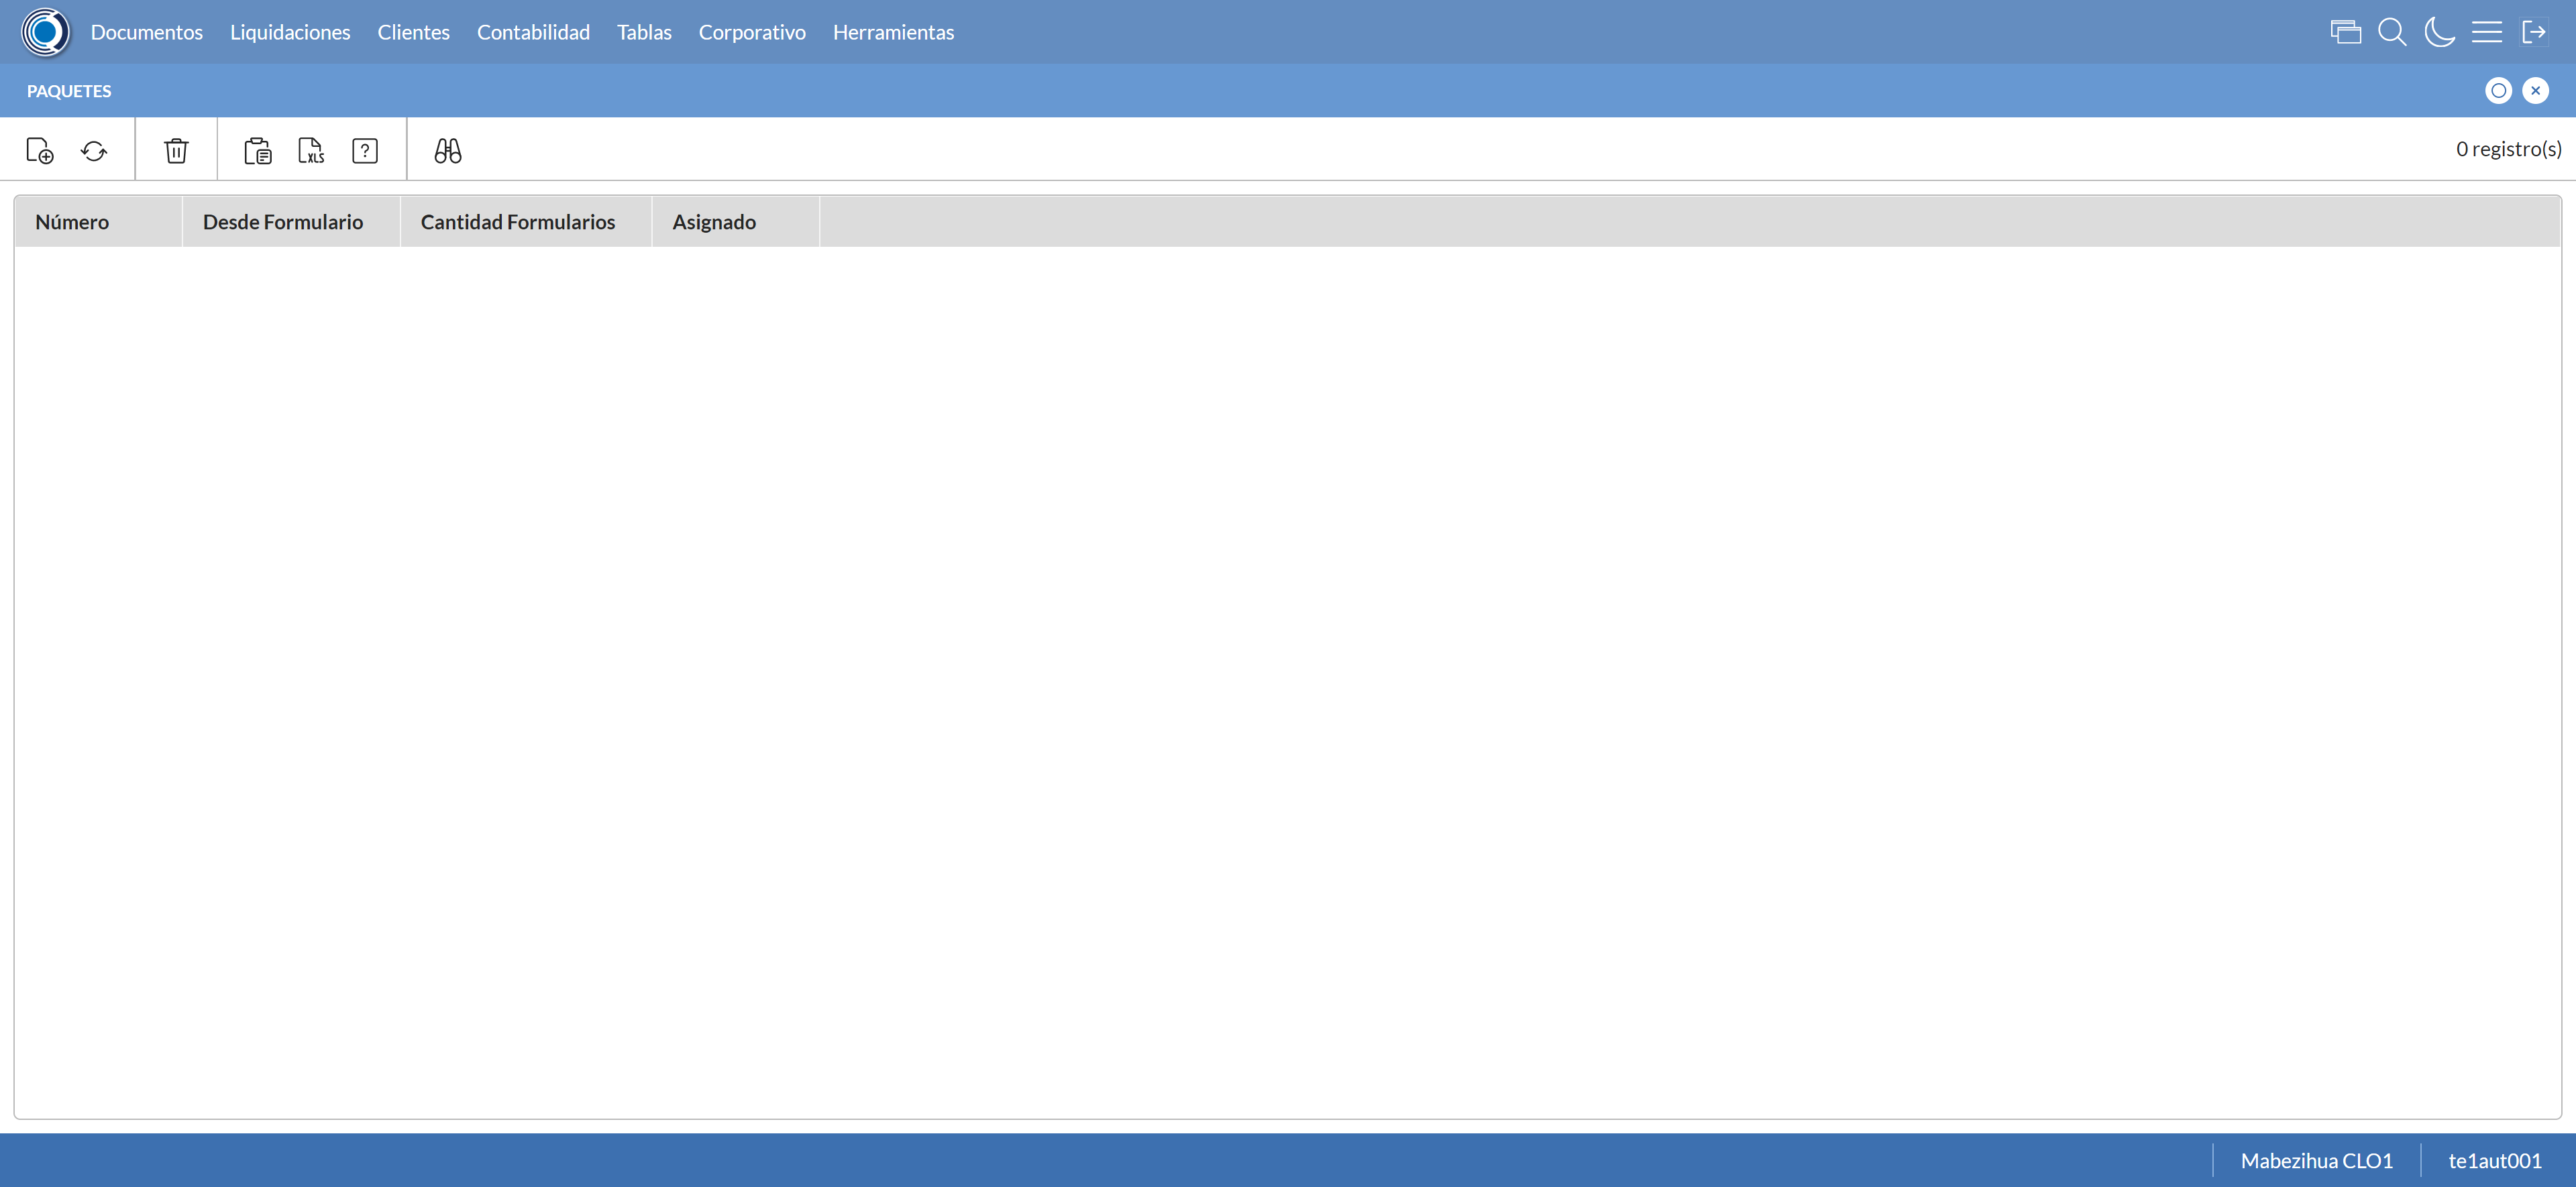 Documentos Liquidaciones Clientes Contabilidad Tablas Corporativo Herramientas
PAQUETES
XLS ? 0 registro(s)
Número Desde Formulario Cantidad Formularios Asignado
Mabezihua CLO1 te1aut001